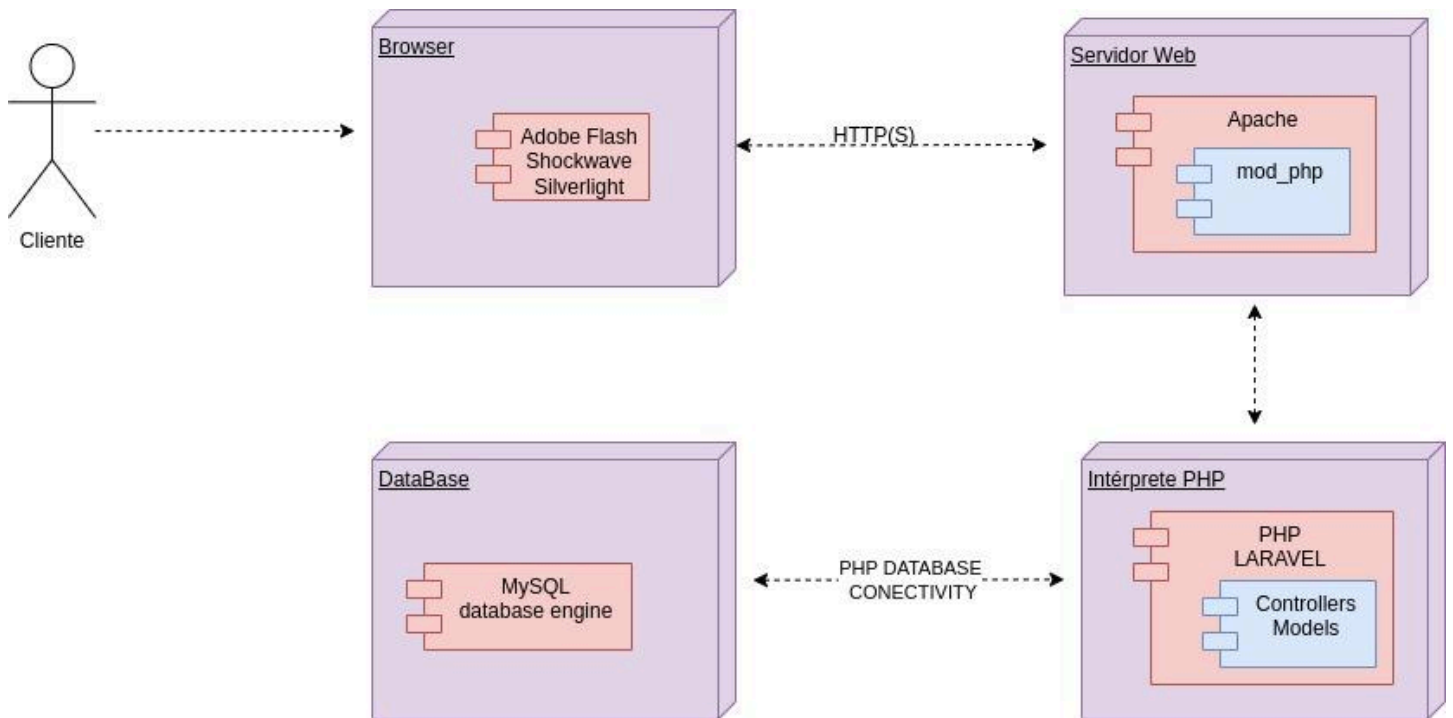 Cliente
Browser
Adobe Flash
Shockwave
Silverlight
HTTP(S)
Servidor Web
Apache
mod_php
DataBase
MySQL
database engine
PHP DATABASE
CONECTIVITY
Intérprete PHP
PHP
LARAVEL
Controllers
Models